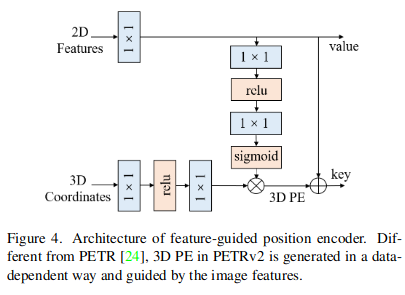 2D
Features
1 × 1
value
1 × 1
relu
1 × 1
sigmoid
3D
Coordinates
1 × 1
relu
1 × 1
3D PE
key
Figure 4. Architecture of feature-guided position encoder. Dif-
ferent from PETR [24], 3D PE in PETRv2 is generated in a data-
dependent way and guided by the image features.